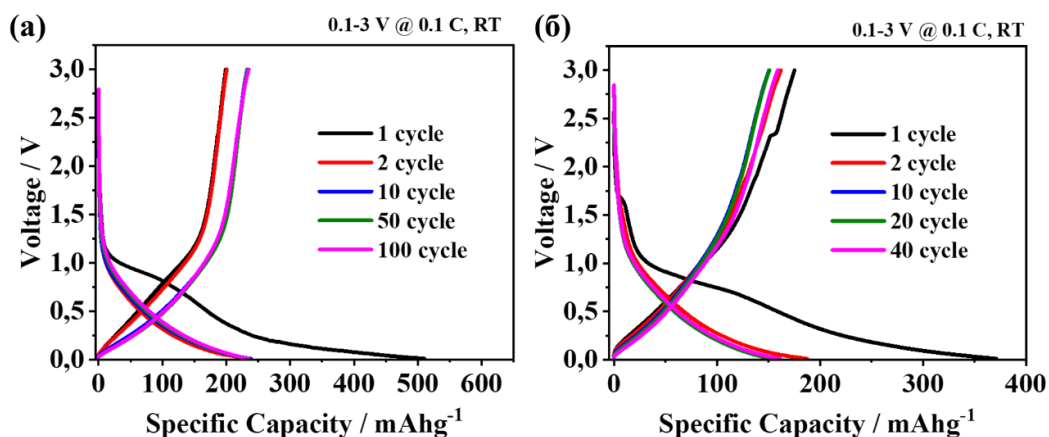 (а)
0.1-3 V @ 0.1 C, RT
3,0
2,5
2,0
1,5
1,0
0,5
0,0
Voltage / V
1 cycle
2 cycle
10 cycle
50 cycle
100 cycle
0 100 200 300 400 500 600
Specific Capacity / mAhg⁻¹
(б)
0.1-3 V @ 0.1 C, RT
3,0
2,5
2,0
1,5
1,0
0,5
0,0
Voltage / V
1 cycle
2 cycle
10 cycle
20 cycle
40 cycle
0 100 200 300 400
Specific Capacity / mAhg⁻¹